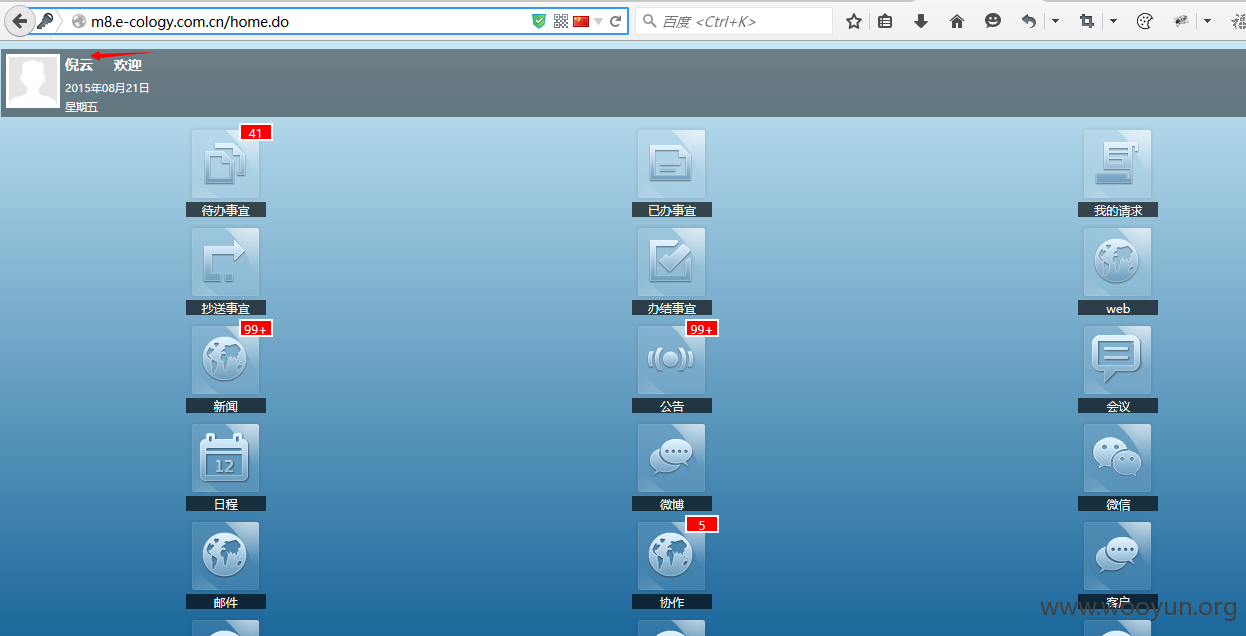 m8.e-cology.com.cn/home.do
百度 <Ctrl+K>
倪云 欢迎
2015年08月21日
星期五
41
待办事宜 已办事宜 我的请求
抄送事宜 办结事宜 web
99+ 99+
新闻 公告 会议
12
日程 微博 微信
5
邮件 协作 客户
www.wooyun.org